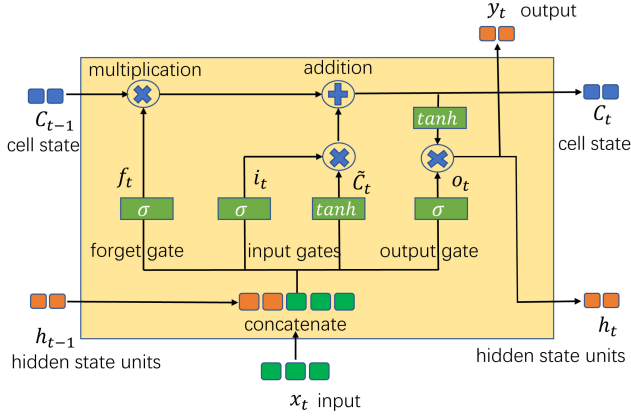 y_t output
multiplication
addition
C_{t-1}
cell state
tanh
C_t
cell state
f_t
i_t
C̃_t
o_t
σ
σ
tanh
σ
forget gate
input gates
output gate
concatenate
h_{t-1}
hidden state units
h_t
hidden state units
x_t input